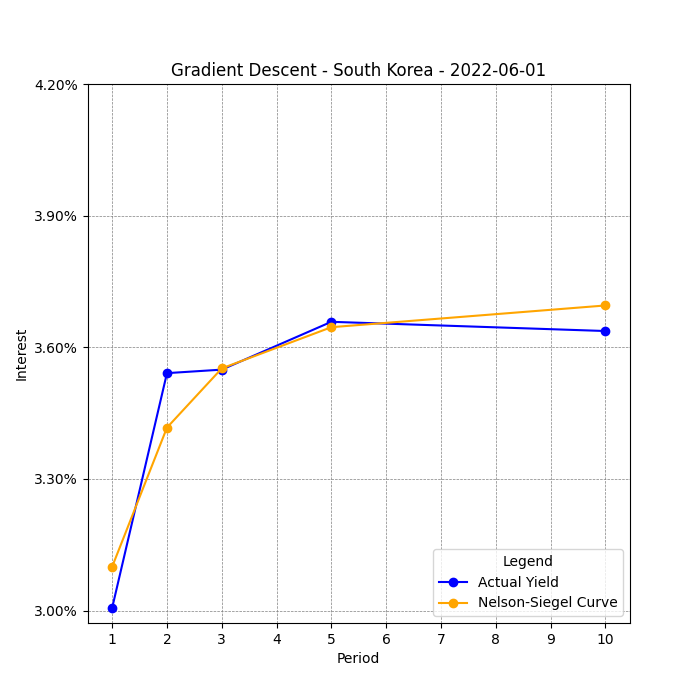 Gradient Descent - South Korea - 2022-06-01
4.20%
3.90%
3.60%
3.30%
3.00%
Interest
1 2 3 4 5 6 7 8 9 10
Period
Legend
Actual Yield
Nelson-Siegel Curve